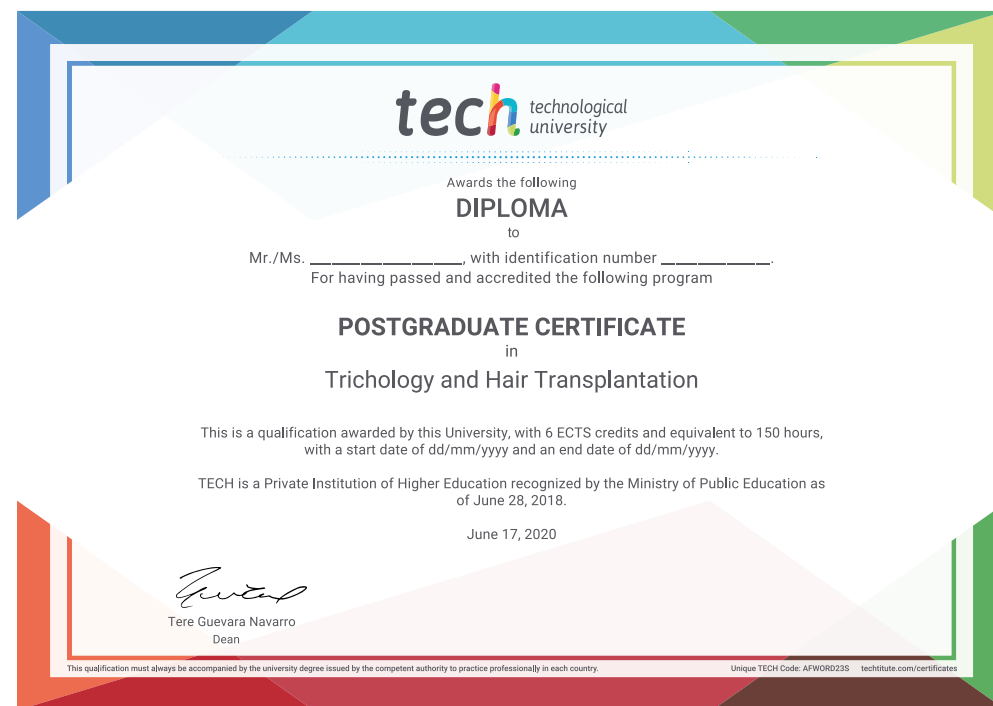 tech technological
university
Awards the following
DIPLOMA
to
Mr./Ms. ____________________, with identification number ______________.
For having passed and accredited the following program
POSTGRADUATE CERTIFICATE
in
Trichology and Hair Transplantation
This is a qualification awarded by this University, with 6 ECTS credits and equivalent to 150 hours,
with a start date of dd/mm/yyyy and an end date of dd/mm/yyyy.
TECH is a Private Institution of Higher Education recognized by the Ministry of Public Education as
of June 28, 2018.
June 17, 2020
Tere Guevara Navarro
Dean
This qualification must always be accompanied by the university degree issued by the competent authority to practice professionally in each country.
Unique TECH Code: AFWORD23S techtitute.com/certificates